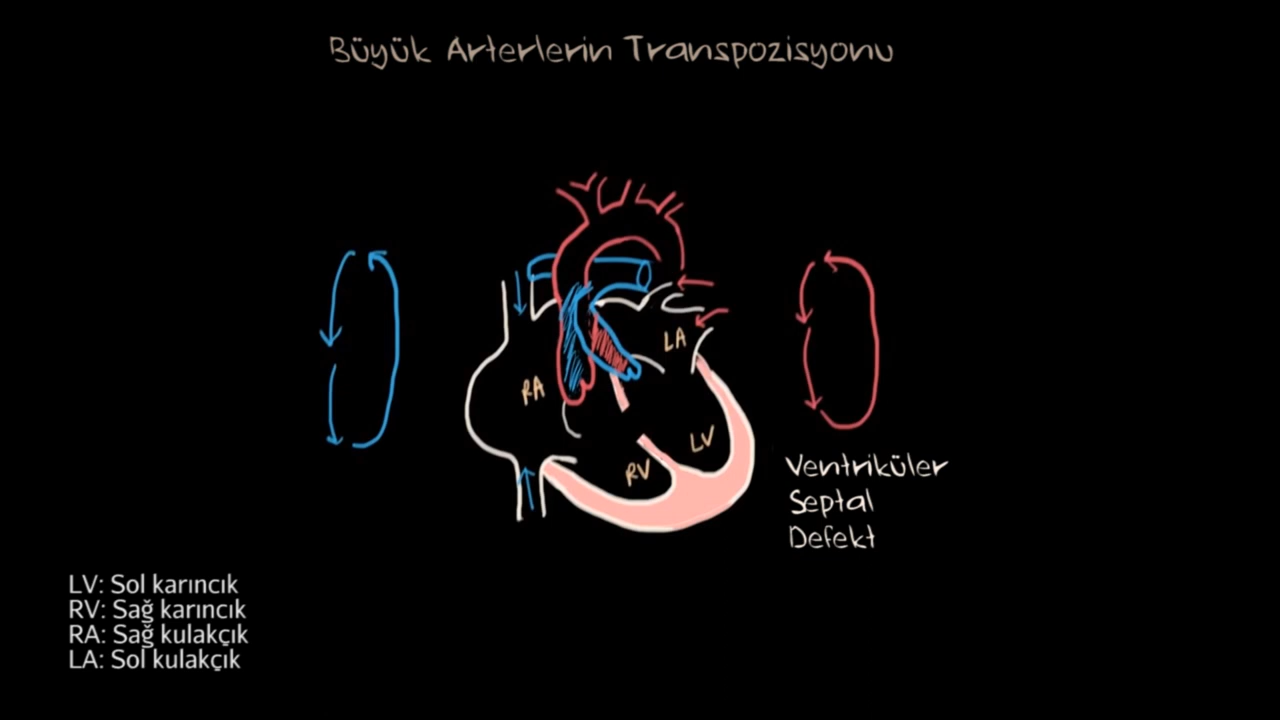 Büyük Arterlerin Transpozisyonu
LA
RA
LV
RV
Ventriküler
Septal
Defekt
LV: Sol karıncık
RV: Sağ karıncık
RA: Sağ kulakçık
LA: Sol kulakçık